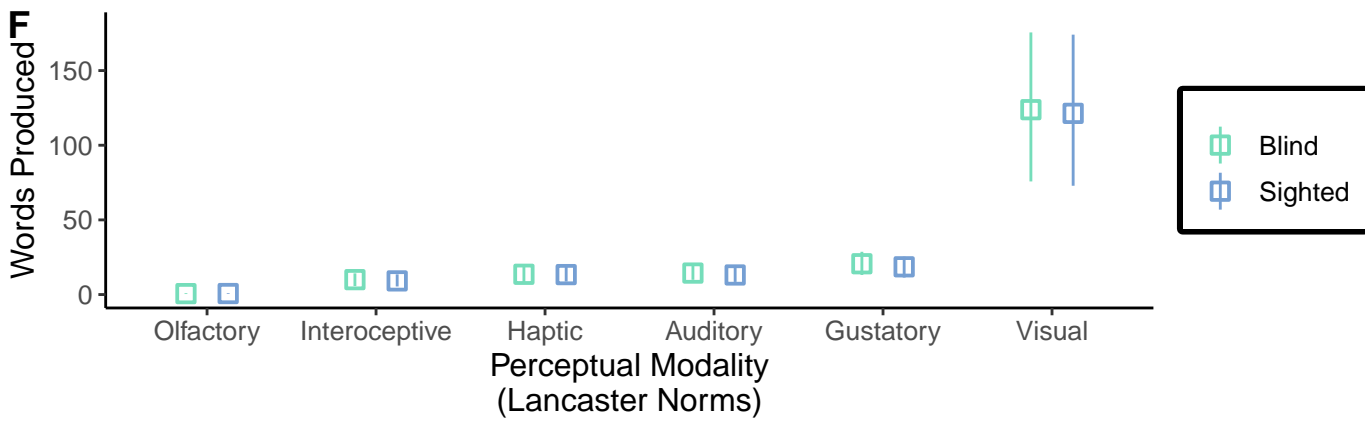 F
Words Produced
150
100
50
0
Olfactory Interoceptive Haptic Auditory Gustatory Visual
Perceptual Modality
(Lancaster Norms)
Blind
Sighted